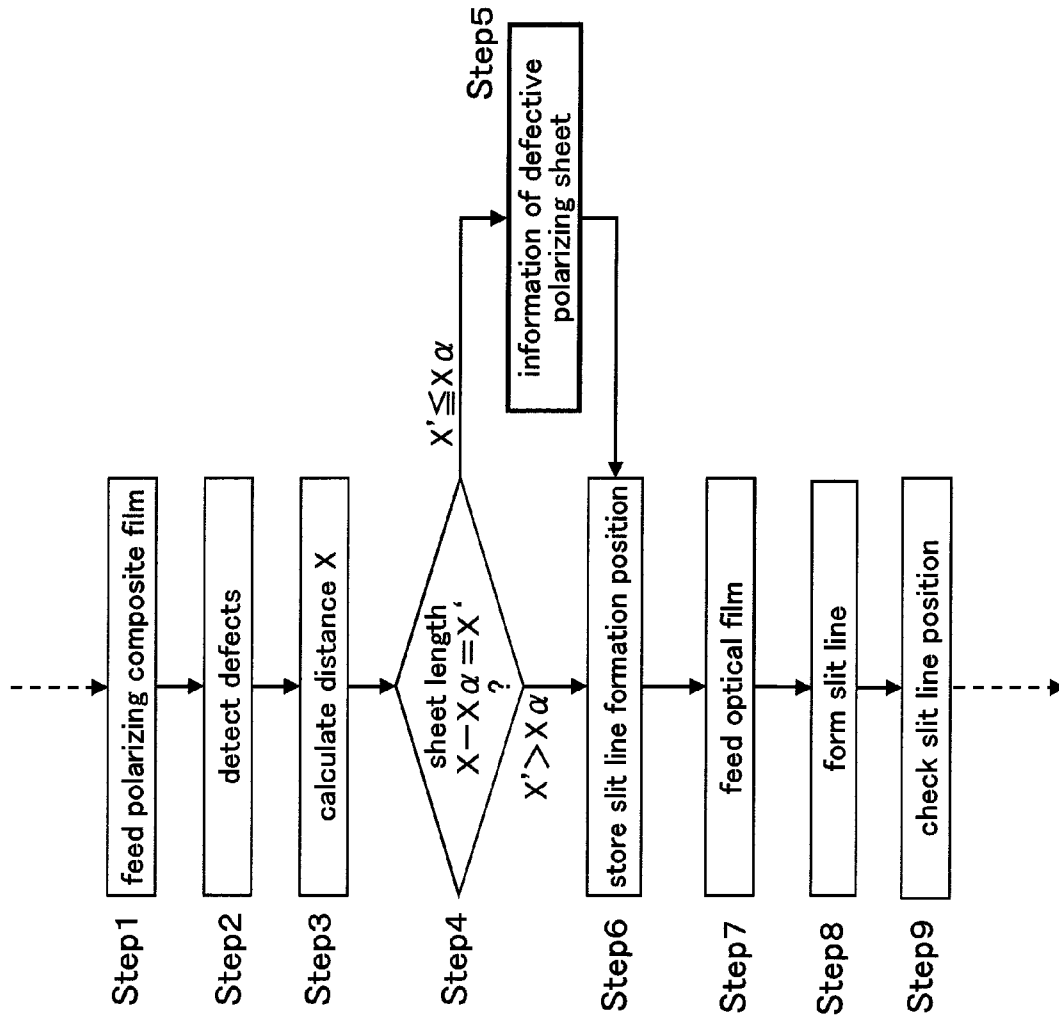 Step1
feed polarizing composite film
Step2
detect defects
Step3
calculate distance X
Step4
sheet length
X－Xα＝X‘
?
X'≦Xα
X'>Xα
Step5
information of defective
polarizing sheet
Step6
store slit line formation position
Step7
feed optical film
Step8
form slit line
Step9
check slit line position